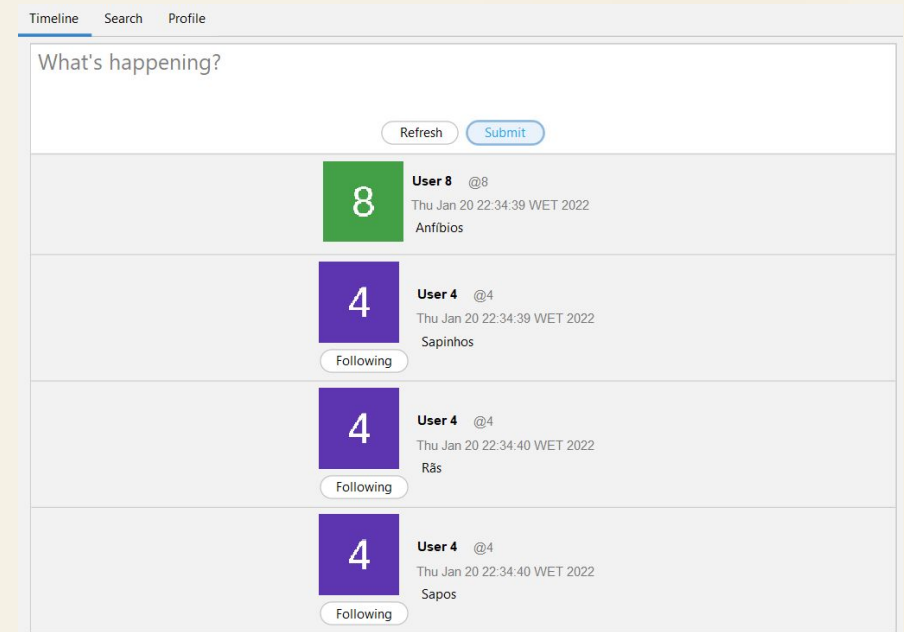 Timeline Search Profile
What's happening?
Refresh Submit
8
User 8 @8
Thu Jan 20 22:34:39 WET 2022
Anfíbios
4
User 4 @4
Thu Jan 20 22:34:39 WET 2022
Sapinhos
Following
4
User 4 @4
Thu Jan 20 22:34:40 WET 2022
Rãs
Following
4
User 4 @4
Thu Jan 20 22:34:40 WET 2022
Sapos
Following